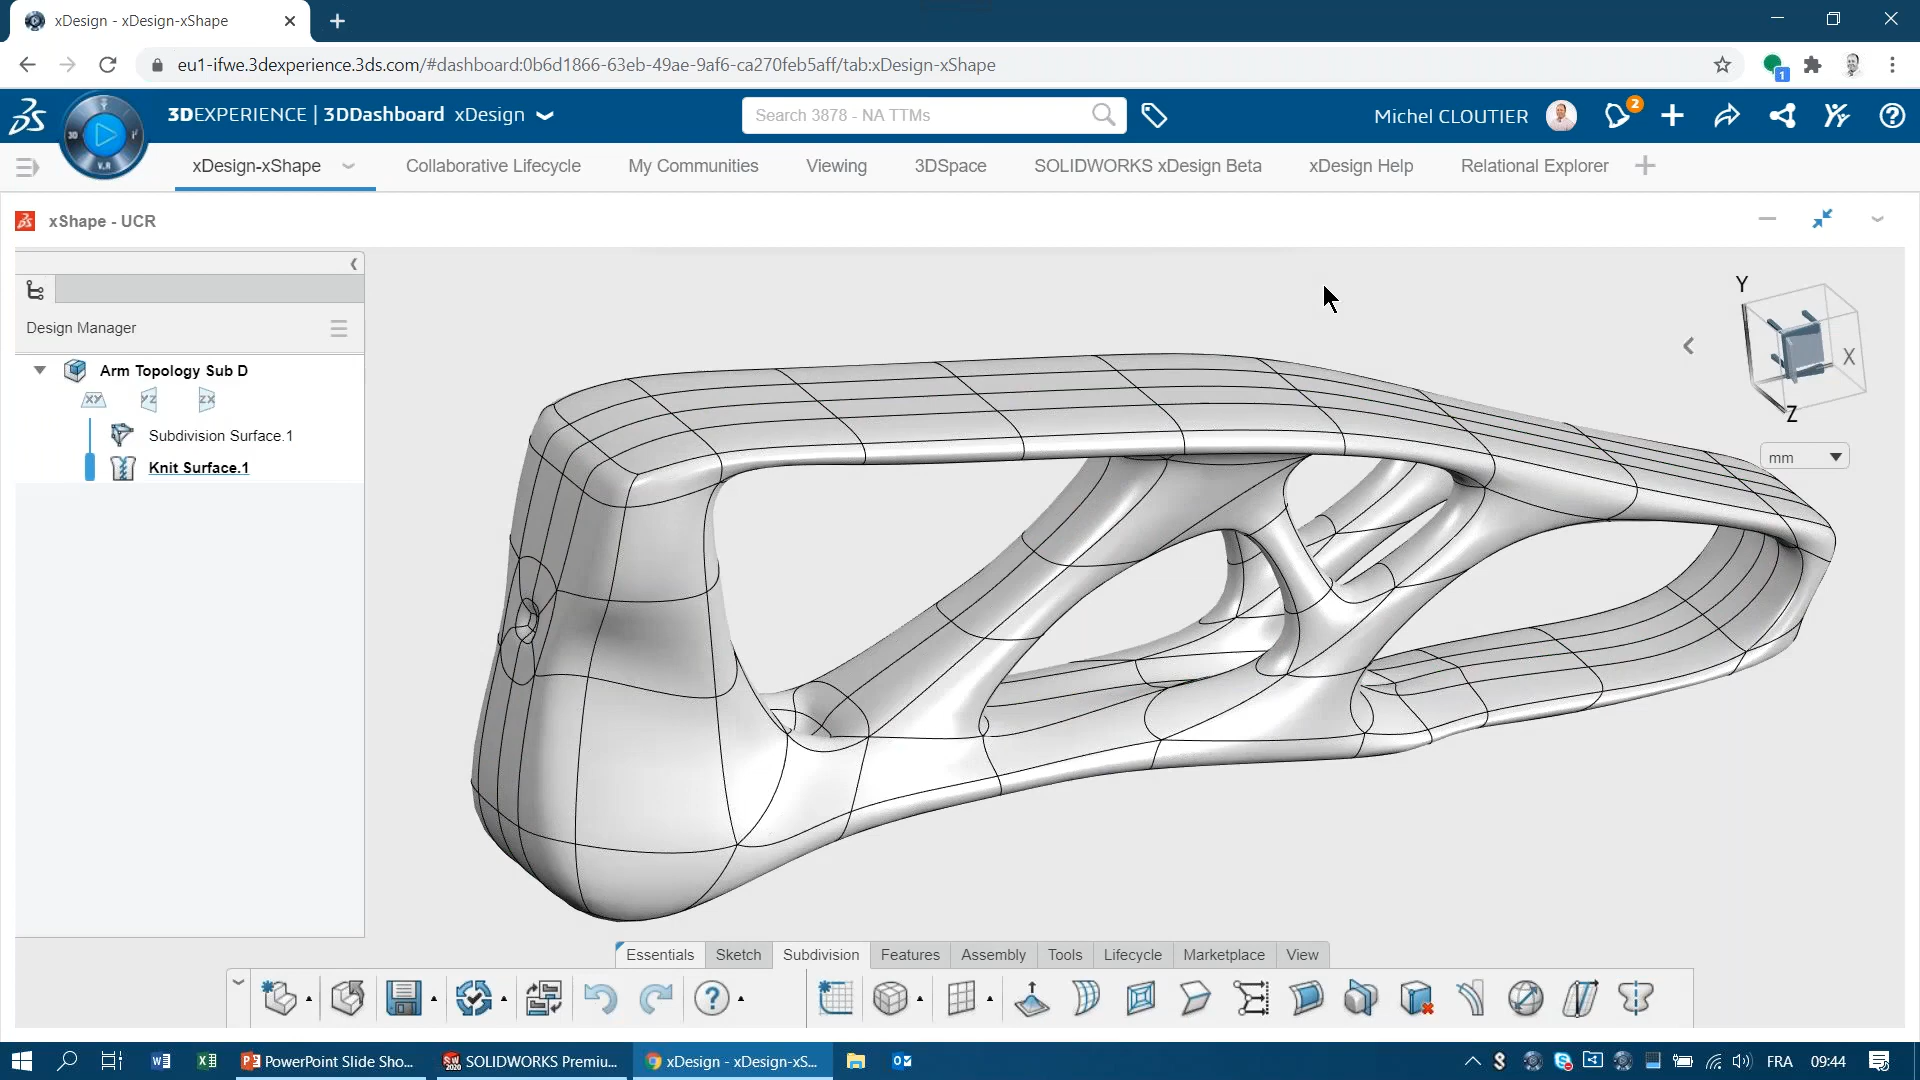 xDesign - xDesign-xShape
eu1-ifwe.3dexperience.3ds.com/#dashboard:0b6d1866-63eb-49ae-9af6-ca270feb5aff/tab:xDesign-xShape
1
3DEXPERIENCE | 3DDashboard xDesign
Search 3878 - NA TTMs
Michel CLOUTIER
2
3D
V.R
xDesign-xShape
Collaborative Lifecycle
My Communities
Viewing
3DSpace
SOLIDWORKS xDesign Beta
xDesign Help
Relational Explorer
xShape - UCR
Design Manager
Arm Topology Sub D
XY
YZ
ZX
Subdivision Surface.1
Knit Surface.1
Y
X
Z
mm
Essentials
Sketch
Subdivision
Features
Assembly
Tools
Lifecycle
Marketplace
View
PowerPoint Slide Sho...
SOLIDWORKS Premiu...
xDesign - xDesign-xS...
FRA
09:44